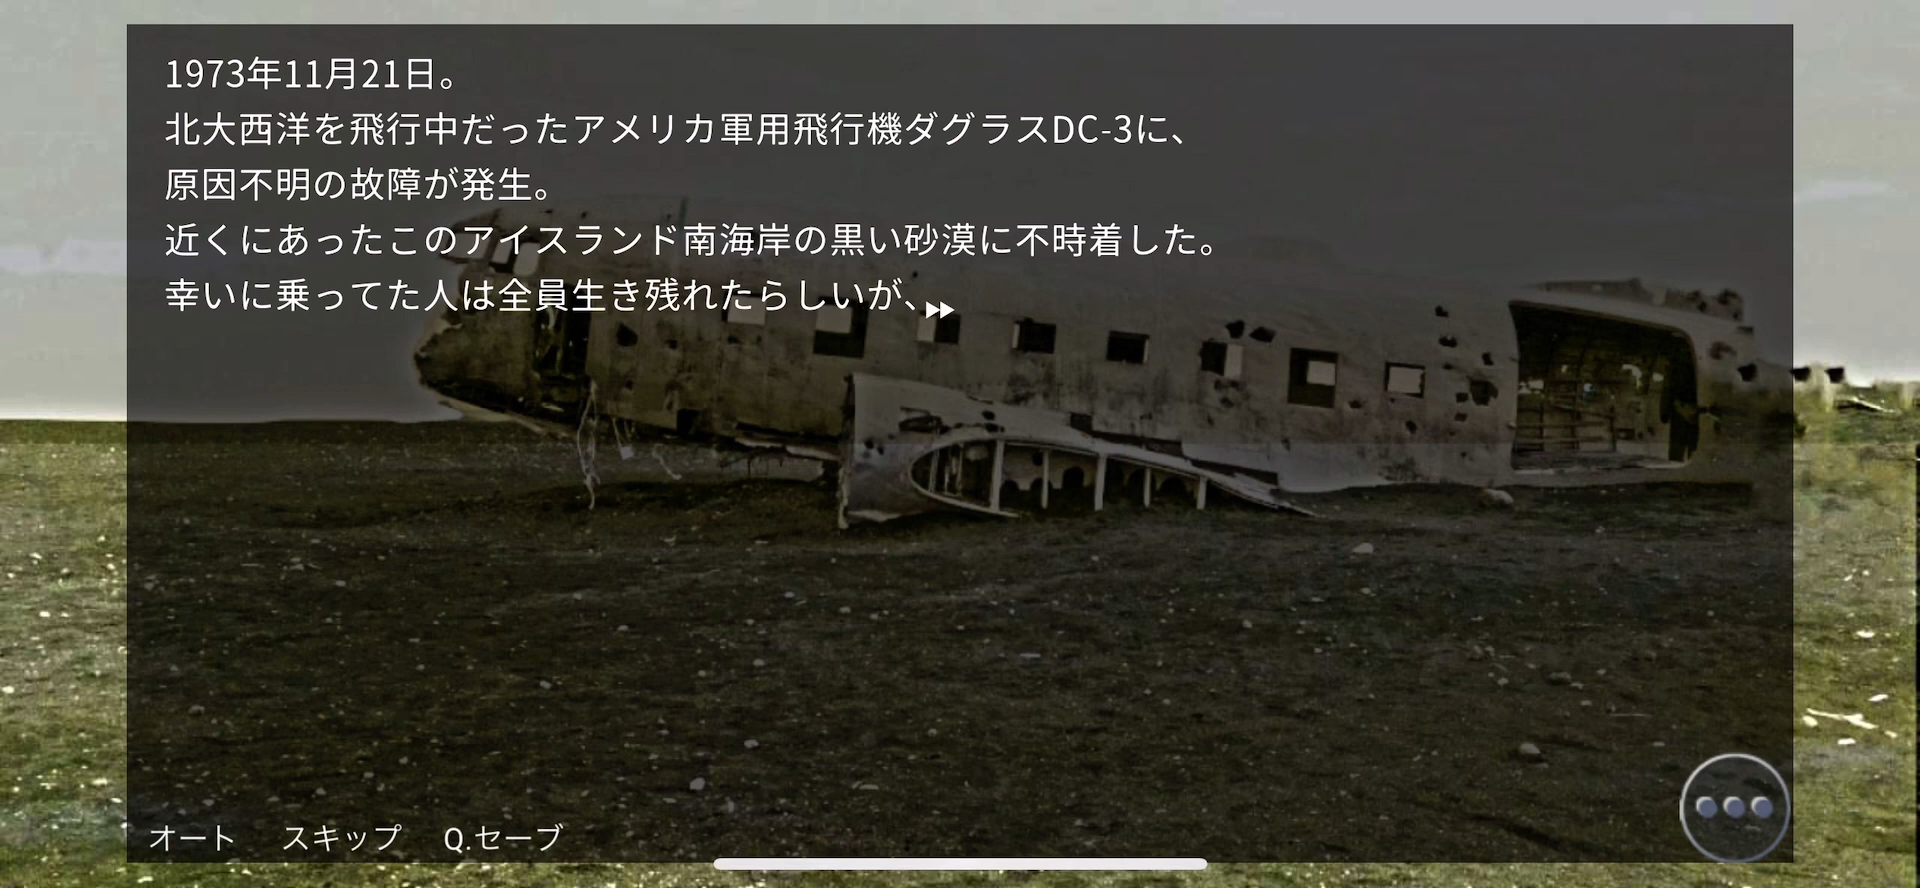 1973年11月21日。
北大西洋を飛行中だったアメリカ軍用飛行機ダグラスDC-3に、
原因不明の故障が発生。
近くにあったこのアイスランド南海岸の黒い砂漠に不時着した。
幸いに乗ってた人は全員生き残れたらしいが、
オート スキップ Q.セーブ